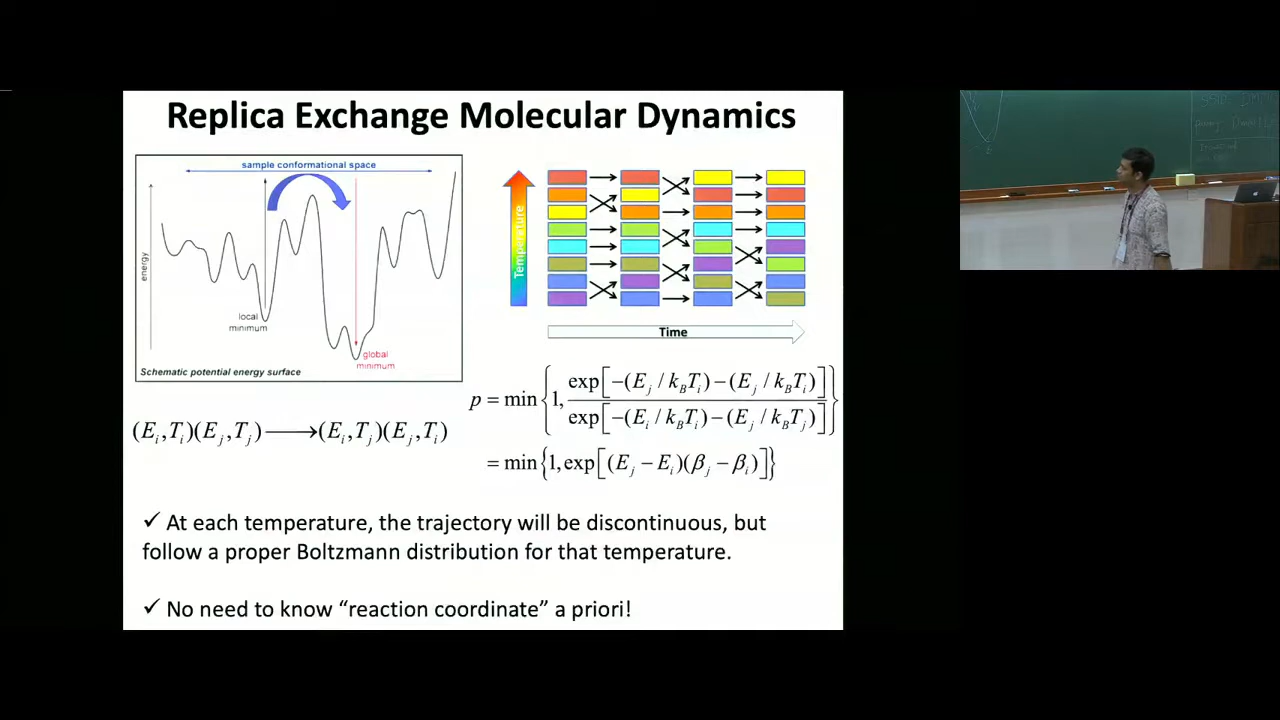 Replica Exchange Molecular Dynamics
sample conformational space
energy
local
minimum
global
minimum
Schematic potential energy surface
Temperature
Time
(E_i,T_i)(E_j,T_j)⟶(E_i,T_j)(E_j,T_i)
p = min{1, exp[−(E_j / k_BT_i)−(E_j / k_BT_i)] / exp[−(E_i / k_BT_i)−(E_j / k_BT_j)]}
= min{1,exp[(E_j − E_i)(β_j − β_i)]}
✓ At each temperature, the trajectory will be discontinuous, but
follow a proper Boltzmann distribution for that temperature.
✓ No need to know “reaction coordinate” a priori!